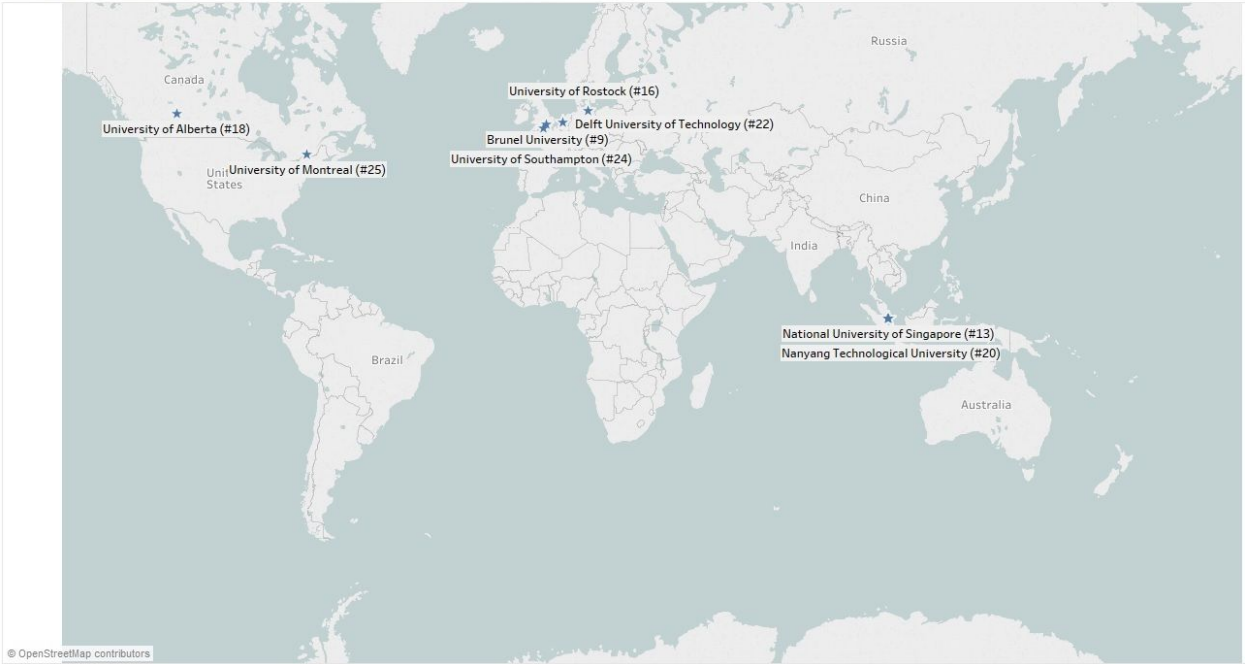 Russia
Canada
University of Rostock (#16)
University of Alberta (#18)
Delft University of Technology (#22)
Brunel University (#9)
University of Southampton (#24)
University of Montreal (#25)
States
China
India
National University of Singapore (#13)
Nanyang Technological University (#20)
Brazil
Australia
© OpenStreetMap contributors